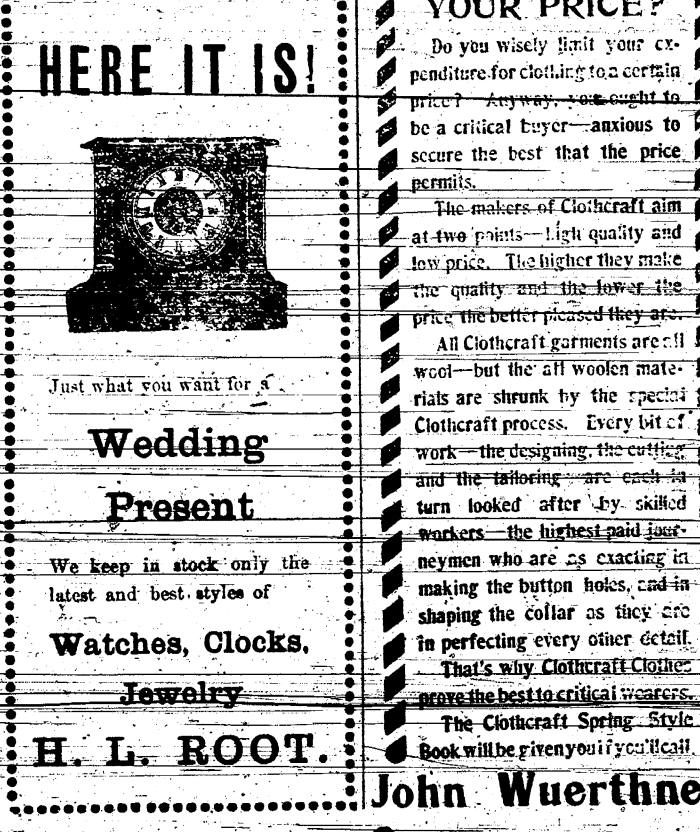 HERE IT IS!
Just what you want for a
Wedding
Present
We keep in stock only the
latest and best styles of
Watches, Clocks,
Jewelry
H. L. ROOT.
YOUR PRICE?
Do you wisely limit your ex-
penditure for clothing to a certain
price? Anyway, you ought to
be a critical buyer—anxious to
secure the best that the price
permits.
The makers of Clothcraft aim
at two points—high quality and
low price. The higher they make
the quality and the lower the
price the better pleased they are.
All Clothcraft garments are all
wool—but the all woolen mate-
rials are shrunk by the special
Clothcraft process. Every bit of
work—the designing, the cutting
and the tailoring—are each in
turn looked after by skilled
workers—the highest paid jour-
neymen who are as exacting in
making the button holes, and in
shaping the collar as they are
in perfecting every other detail.
That's why Clothcraft Clothes
prove the best to critical wearers.
The Clothcraft Spring Style
Book will be given you if you'll call.
John Wuerthne